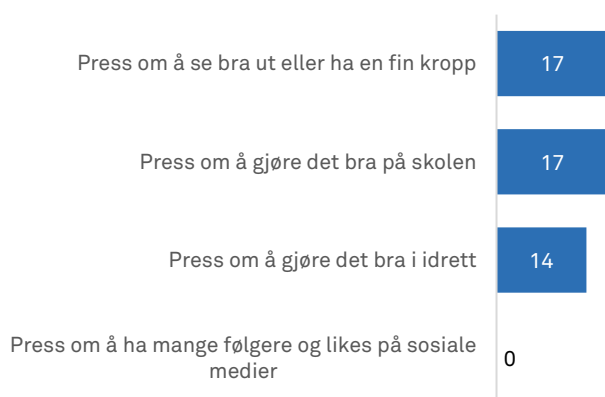 Press om å se bra ut eller ha en fin kropp 17
Press om å gjøre det bra på skolen 17
Press om å gjøre det bra i idrett 14
Press om å ha mange følgere og likes på sosiale
medier 0